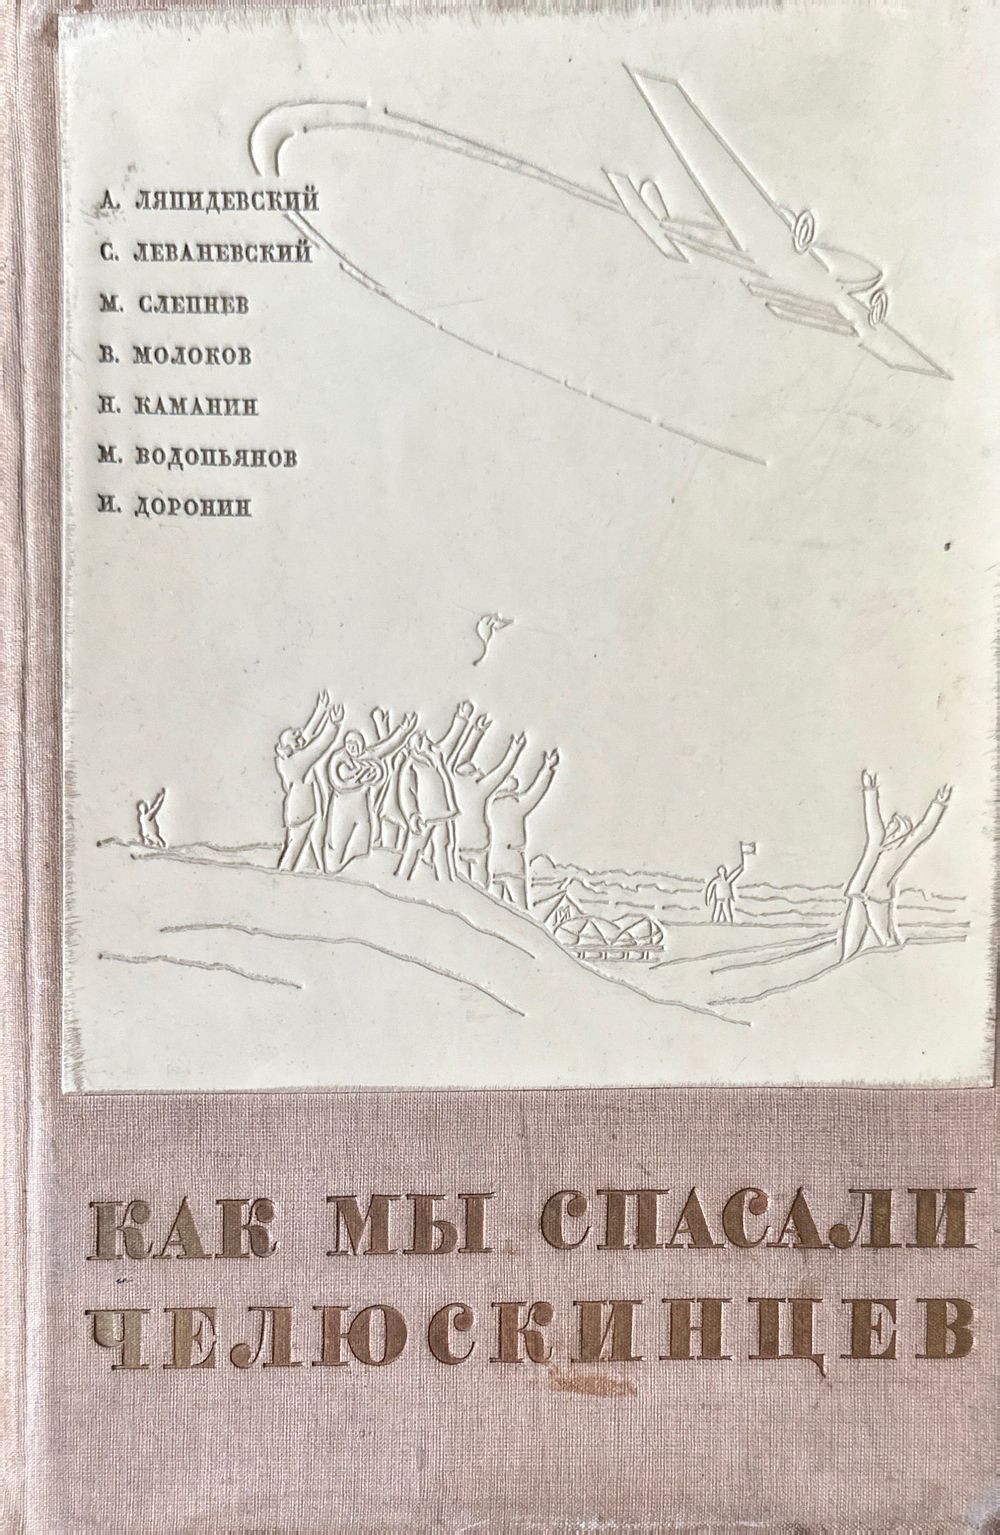 А. ЛЯПИДЕВСКИЙ
С. ЛЕВАНЕВСКИЙ
М. СЛЕПНЕВ
В. МОЛОКОВ
Н. КАМАНИН
М. ВОДОПЬЯНОВ
И. ДОРОНИН
КАК МЫ СПАСАЛИ
ЧЕЛЮСКИНЦЕВ